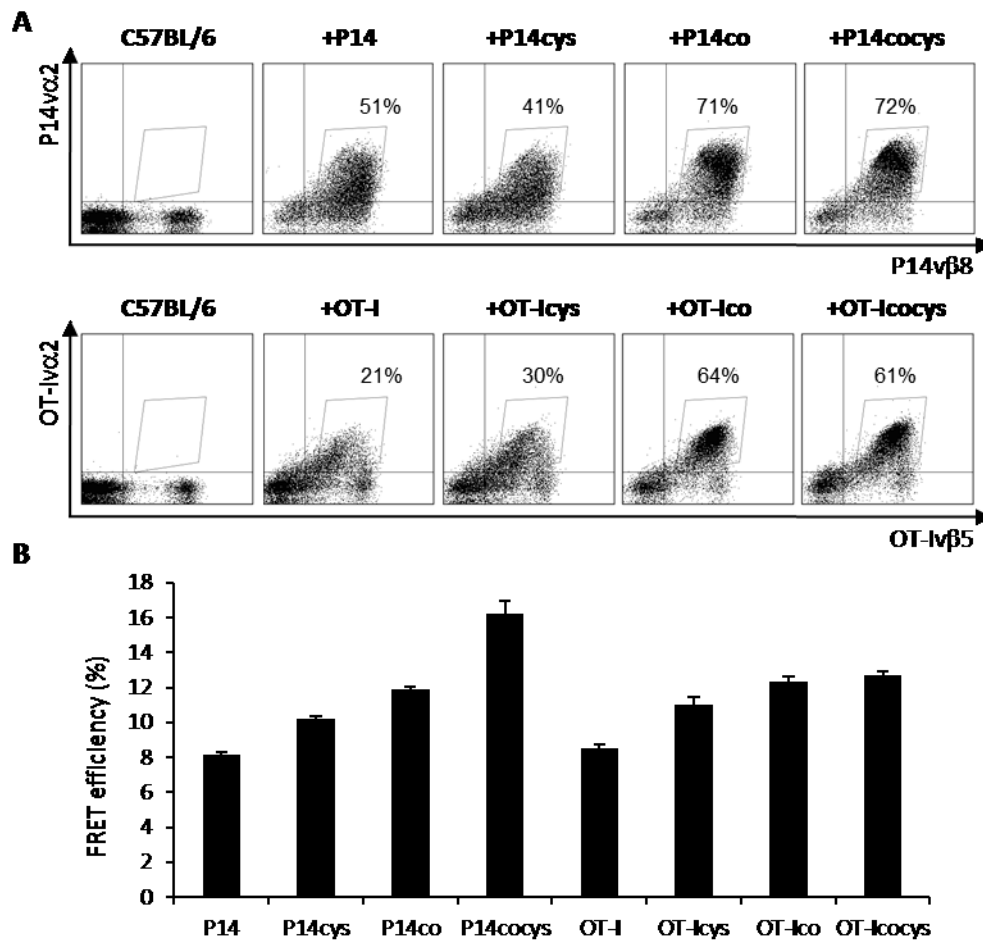 A
C57BL/6 +P14 +P14cys +P14co +P14cocys
P14vα2
51% 41% 71% 72%
P14vβ8
C57BL/6 +OT-I +OT-Icys +OT-Ico +OT-Icocys
OT-Ivα2
21% 30% 64% 61%
OT-Ivβ5
B
FRET efficiency (%)
18
16
14
12
10
8
6
4
2
0
P14 P14cys P14co P14cocys OT-I OT-Icys OT-Ico OT-Icocys